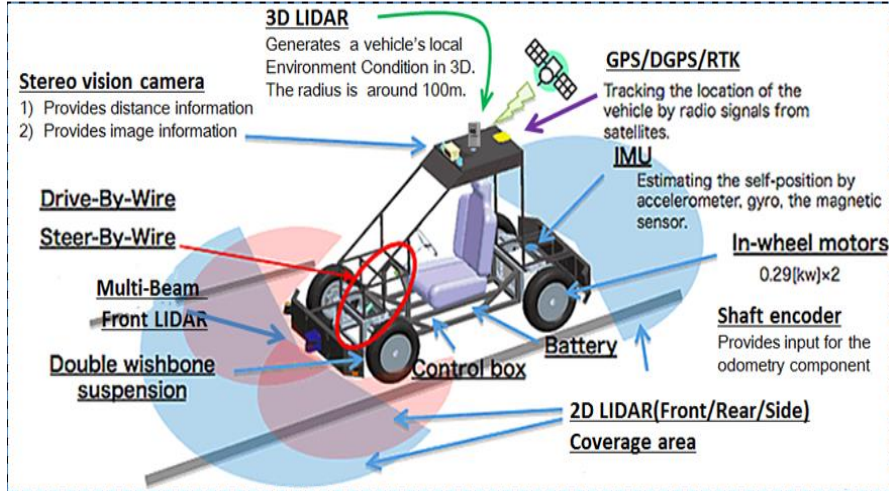 3D LIDAR
Generates a vehicle's local
Environment Condition in 3D.
The radius is around 100m.
GPS/DGPS/RTK
Tracking the location of the
vehicle by radio signals from
satellites.
Stereo vision camera
1) Provides distance information
2) Provides image information
IMU
Estimating the self-position by
accelerometer, gyro, the magnetic
sensor.
Drive-By-Wire
Steer-By-Wire
In-wheel motors
0.29(kw)×2
Multi-Beam
Front LIDAR
Shaft encoder
Provides input for the
odometry component
Double wishbone
suspension
Control box
Battery
2D LIDAR(Front/Rear/Side)
Coverage area